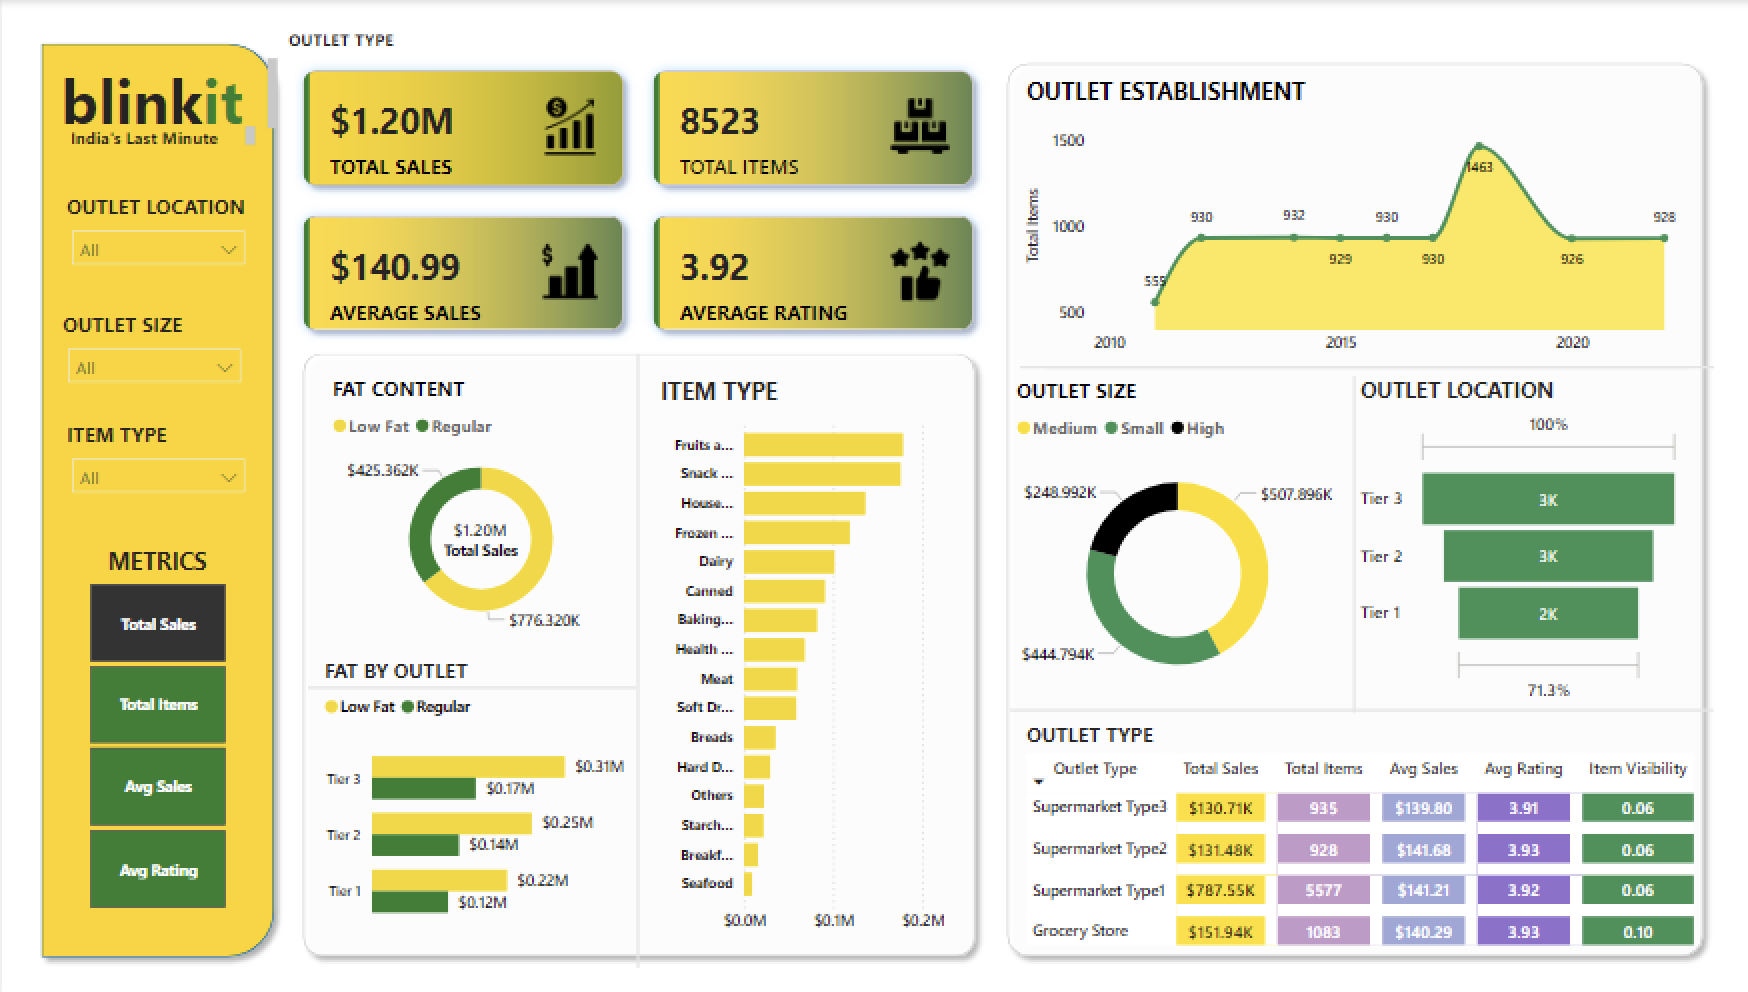 OUTLET TYPE
blinkit
India's Last Minute
OUTLET LOCATION
All
OUTLET SIZE
All
ITEM TYPE
All
METRICS
Total Sales
Total Items
Avg Sales
Avg Rating
$1.20M
TOTAL SALES
8523
TOTAL ITEMS
$140.99
AVERAGE SALES
3.92
AVERAGE RATING
FAT CONTENT
Low Fat Regular
$425.362K
$1.20M
Total Sales
$776.320K
FAT BY OUTLET
Low Fat Regular
Tier 3 $0.31M
$0.17M
Tier 2 $0.25M
$0.14M
Tier 1 $0.22M
$0.12M
ITEM TYPE
Fruits a...
Snack ...
House...
Frozen ...
Dairy
Canned
Baking...
Health ...
Meat
Soft Dr...
Breads
Hard D...
Others
Starch...
Breakf...
Seafood
$0.0M $0.1M $0.2M
OUTLET ESTABLISHMENT
Total Items
1500
1000
500
555 930 932 929 930 930 1463 926 928
2010 2015 2020
OUTLET SIZE
Medium Small High
$248.992K $507.896K
$444.794K
OUTLET LOCATION
100%
Tier 3 3K
Tier 2 3K
Tier 1 2K
71.3%
OUTLET TYPE
Outlet Type Total Sales Total Items Avg Sales Avg Rating Item Visibility
Supermarket Type3 $130.71K 935 $139.80 3.91 0.06
Supermarket Type2 $131.48K 928 $141.68 3.93 0.06
Supermarket Type1 $787.55K 5577 $141.21 3.92 0.06
Grocery Store $151.94K 1083 $140.29 3.93 0.10